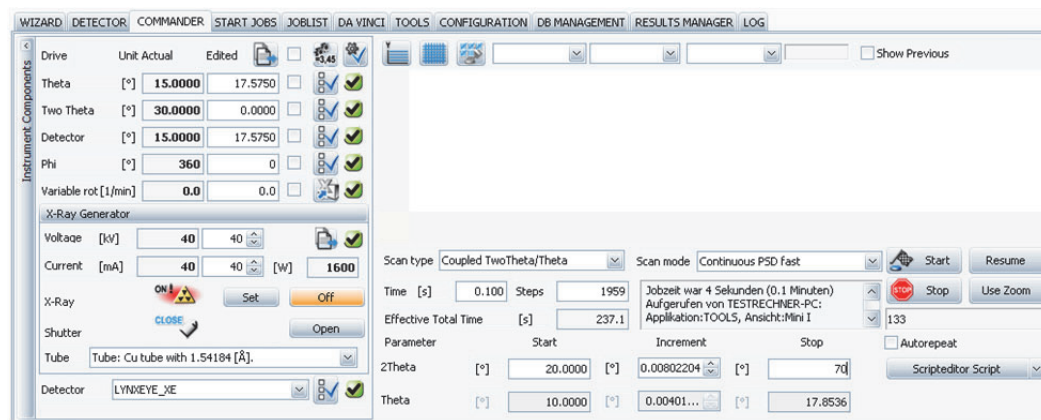 WIZARD DETECTOR COMMANDER START JOBS JOBLIST DA VINCI TOOLS CONFIGURATION DB MANAGEMENT RESULTS MANAGER LOG
Instrument Components
Drive Unit Actual Edited
Theta [°] 15.0000 17.5750
Two Theta [°] 30.0000 0.0000
Detector [°] 15.0000 17.5750
Phi [°] 360 0
Variable rot [1/min] 0.0 0.0
X-Ray Generator
Voltage [kV] 40 40
Current [mA] 40 40 [W] 1600
X-Ray ON! Set Off
Shutter CLOSE Open
Tube Tube: Cu tube with 1.54184 [Å].
Detector LYNXEYE_XE
Show Previous
Scan type Coupled TwoTheta/Theta Scan mode Continuous PSD fast Start Resume
Time [s] 0.100 Steps 1959 Jobzeit war 4 Sekunden (0.1 Minuten) STOP Stop Use Zoom
Aufgerufen von TESTRECHNER-PC:
Effective Total Time [s] 237.1 Applikation:TOOLS, Ansicht:Mini I 133
Parameter Start Increment Stop Autorepeat
2Theta [°] 20.0000 [°] 0.00802204 [°] 70 Scripteditor Script
Theta [°] 10.0000 [°] 0.00401... [°] 17.8536